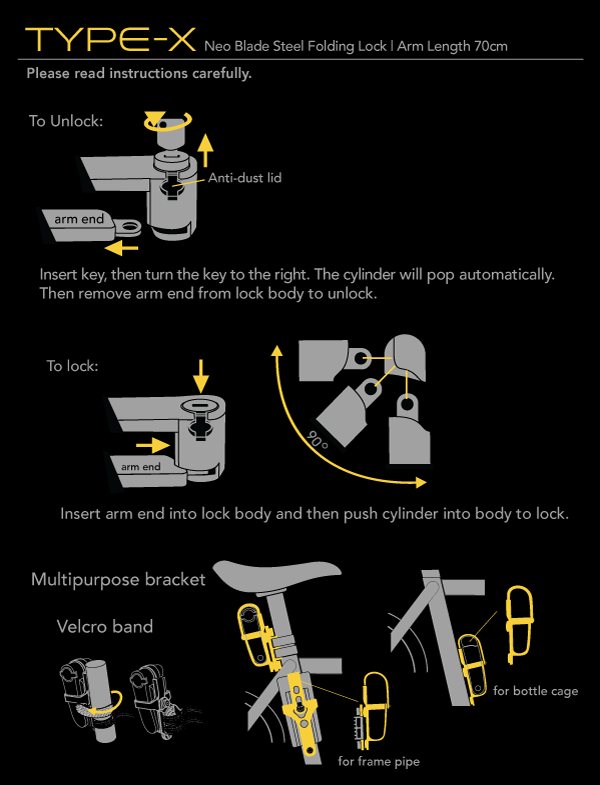 TYPE-X Neo Blade Steel Folding Lock | Arm Length 70cm
Please read instructions carefully.
To Unlock:
Anti-dust lid
arm end
Insert key, then turn the key to the right. The cylinder will pop automatically.
Then remove arm end from lock body to unlock.
To lock:
90°
arm end
Insert arm end into lock body and then push cylinder into body to lock.
Multipurpose bracket
Velcro band
for bottle cage
for frame pipe